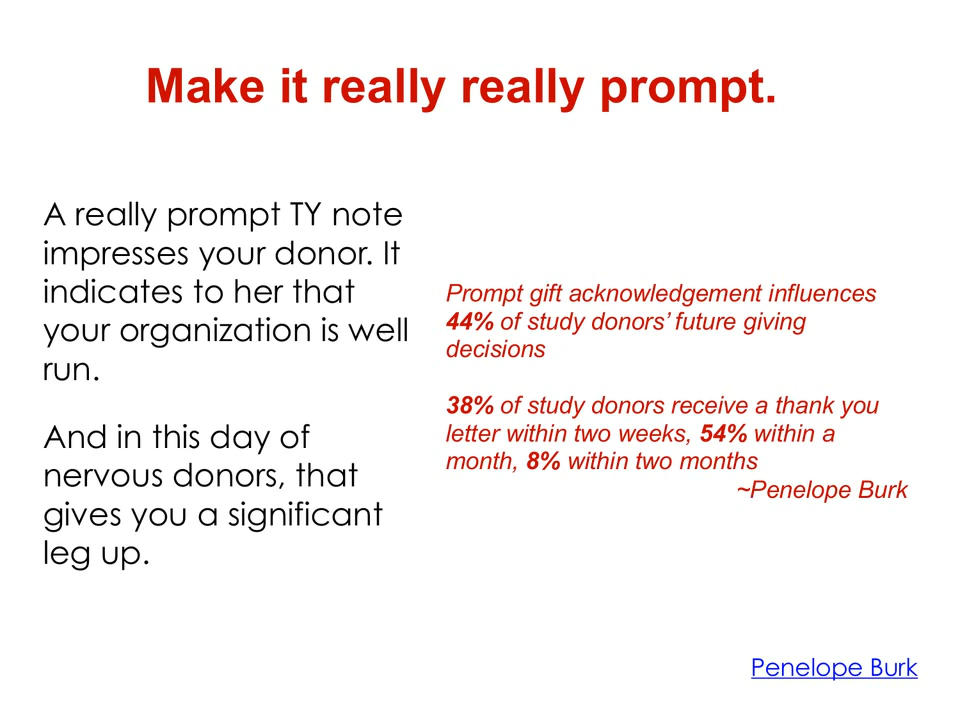 Make it really really prompt.
A really prompt TY note
impresses your donor. It
indicates to her that
your organization is well
run.
And in this day of
nervous donors, that
gives you a significant
leg up.
Prompt gift acknowledgement influences
44% of study donors’ future giving
decisions
38% of study donors receive a thank you
letter within two weeks, 54% within a
month, 8% within two months
~Penelope Burk
Penelope Burk